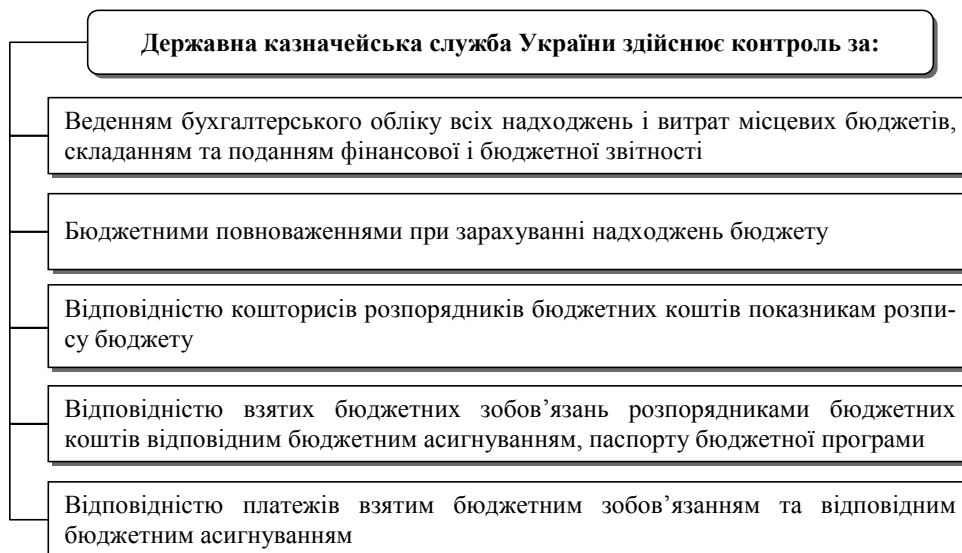 Державна казначейська служба України здійснює контроль за:
Веденням бухгалтерського обліку всіх надходжень і витрат місцевих бюджетів,
складанням та поданням фінансової і бюджетної звітності
Бюджетними повноваженнями при зарахуванні надходжень бюджету
Відповідністю кошторисів розпорядників бюджетних коштів показникам розпи-
су бюджету
Відповідністю взятих бюджетних зобов’язань розпорядниками бюджетних
коштів відповідним бюджетним асигнуванням, паспорту бюджетної програми
Відповідністю платежів взятим бюджетним зобов’язанням та відповідним
бюджетним асигнуванням